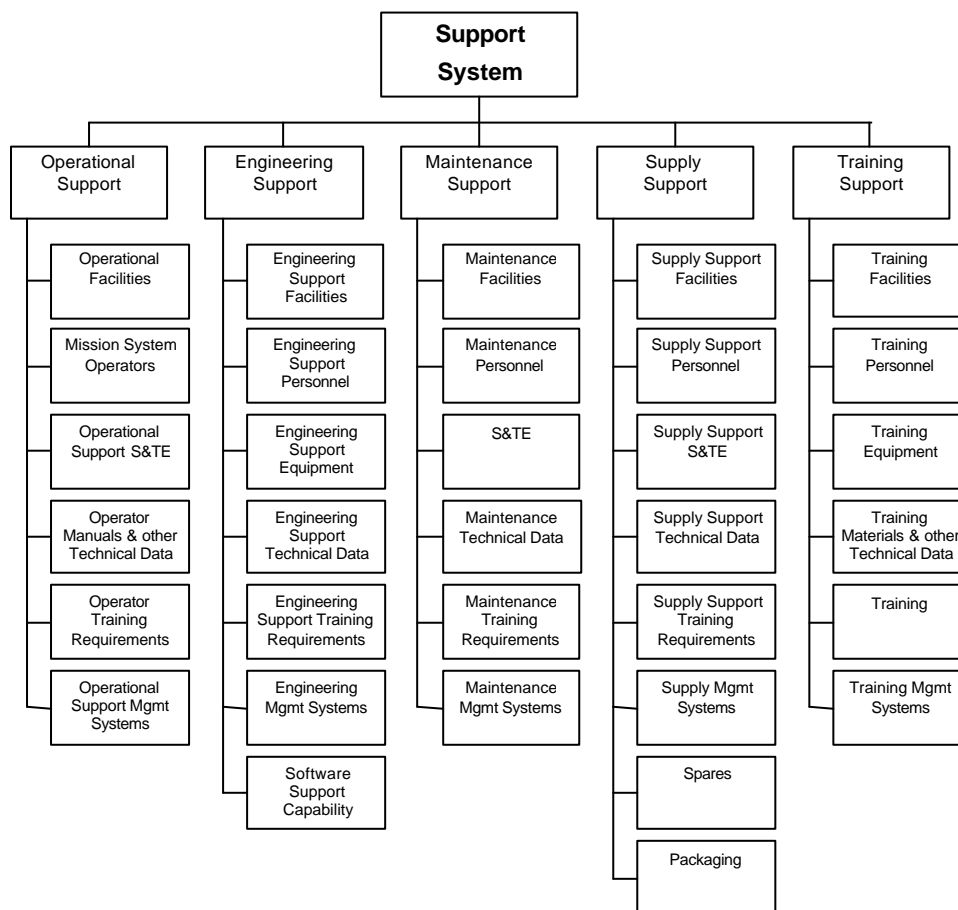 Support
System
Operational
Support
Engineering
Support
Maintenance
Support
Supply
Support
Training
Support
Operational
Facilities
Mission System
Operators
Operational
Support S&TE
Operator
Manuals & other
Technical Data
Operator
Training
Requirements
Operational
Support Mgmt
Systems
Engineering
Support
Facilities
Engineering
Support
Personnel
Engineering
Support
Equipment
Engineering
Support
Technical Data
Engineering
Support Training
Requirements
Engineering
Mgmt Systems
Software
Support
Capability
Maintenance
Facilities
Maintenance
Personnel
S&TE
Maintenance
Technical Data
Maintenance
Training
Requirements
Maintenance
Mgmt Systems
Supply Support
Facilities
Supply Support
Personnel
Supply Support
S&TE
Supply Support
Technical Data
Supply Support
Training
Requirements
Supply Mgmt
Systems
Spares
Packaging
Training
Facilities
Training
Personnel
Training
Equipment
Training
Materials & other
Technical Data
Training
Training Mgmt
Systems